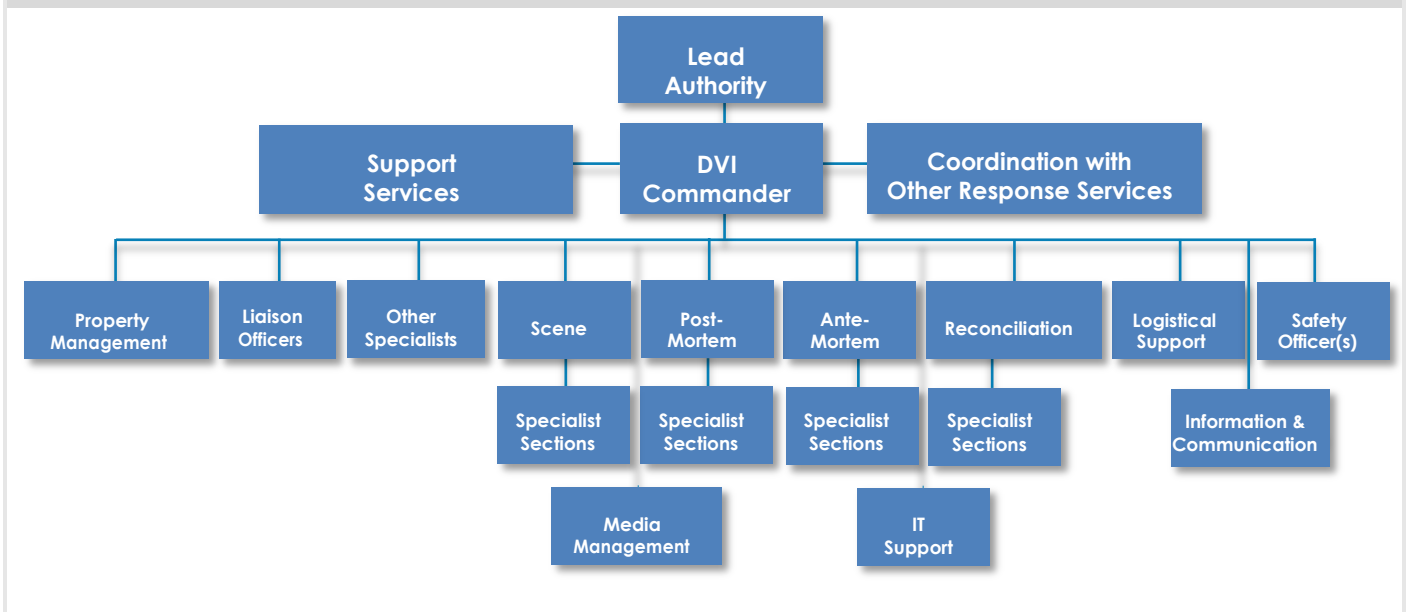 Lead
Authority
Support
Services
DVI
Commander
Coordination with
Other Response Services
Property
Management
Liaison
Officers
Other
Specialists
Scene
Post-
Mortem
Ante-
Mortem
Reconciliation
Logistical
Support
Safety
Officer(s)
Specialist
Sections
Specialist
Sections
Specialist
Sections
Specialist
Sections
Information &
Communication
Media
Management
IT
Support